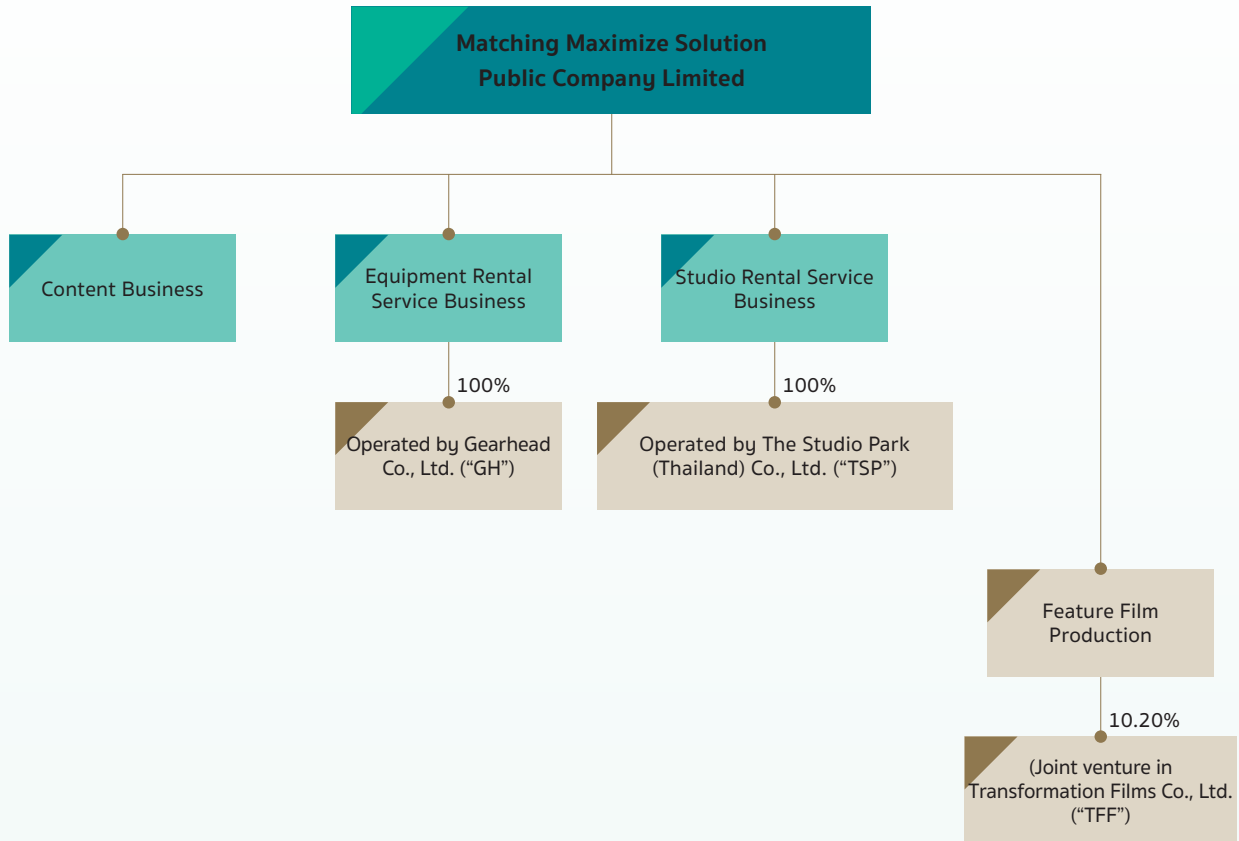 Matching Maximize Solution
Public Company Limited
Content Business
Equipment Rental
Service Business
Studio Rental Service
Business
100%
100%
Operated by Gearhead
Co., Ltd. (“GH”)
Operated by The Studio Park
(Thailand) Co., Ltd. (“TSP”)
Feature Film
Production
10.20%
(Joint venture in
Transformation Films Co., Ltd.
(“TFF”)